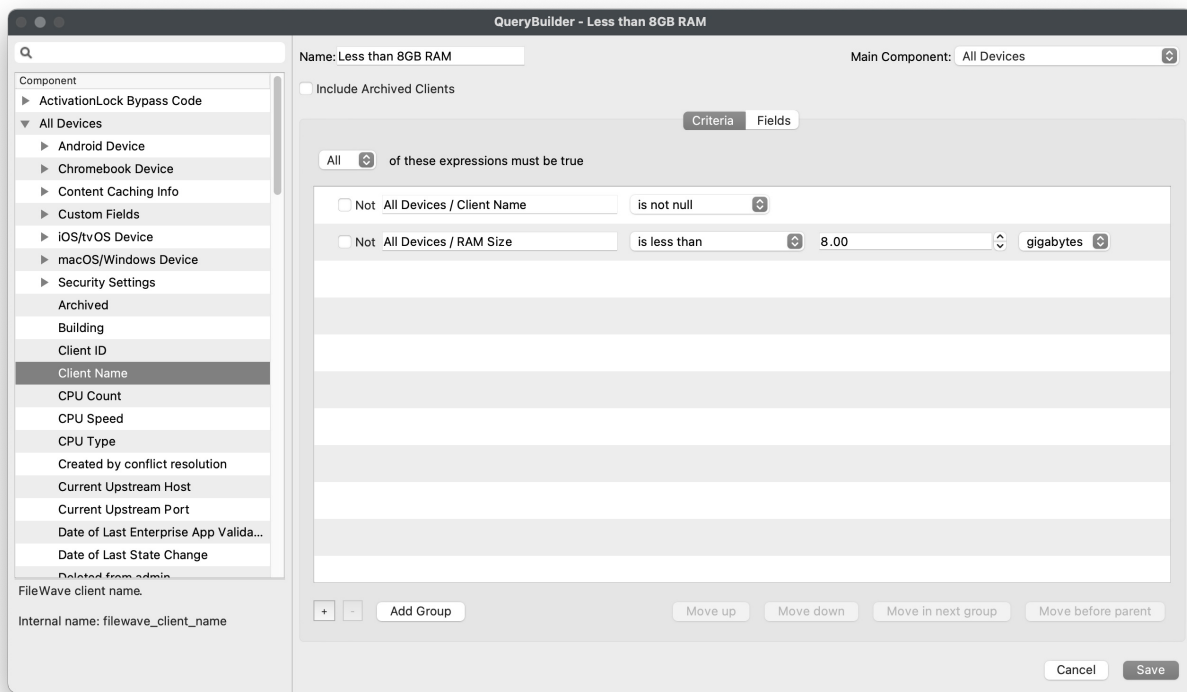 QueryBuilder - Less than 8GB RAM
Name: Less than 8GB RAM
Main Component: All Devices
Include Archived Clients
Component
ActivationLock Bypass Code
All Devices
Android Device
Chromebook Device
Content Caching Info
Custom Fields
iOS/tvOS Device
macOS/Windows Device
Security Settings
Archived
Building
Client ID
Client Name
CPU Count
CPU Speed
CPU Type
Created by conflict resolution
Current Upstream Host
Current Upstream Port
Date of Last Enterprise App Valida...
Date of Last State Change
Deleted from admin
FileWave client name.
Internal name: filewave_client_name
Criteria Fields
All of these expressions must be true
Not All Devices / Client Name is not null
Not All Devices / RAM Size is less than 8.00 gigabytes
+ - Add Group Move up Move down Move in next group Move before parent
Cancel Save